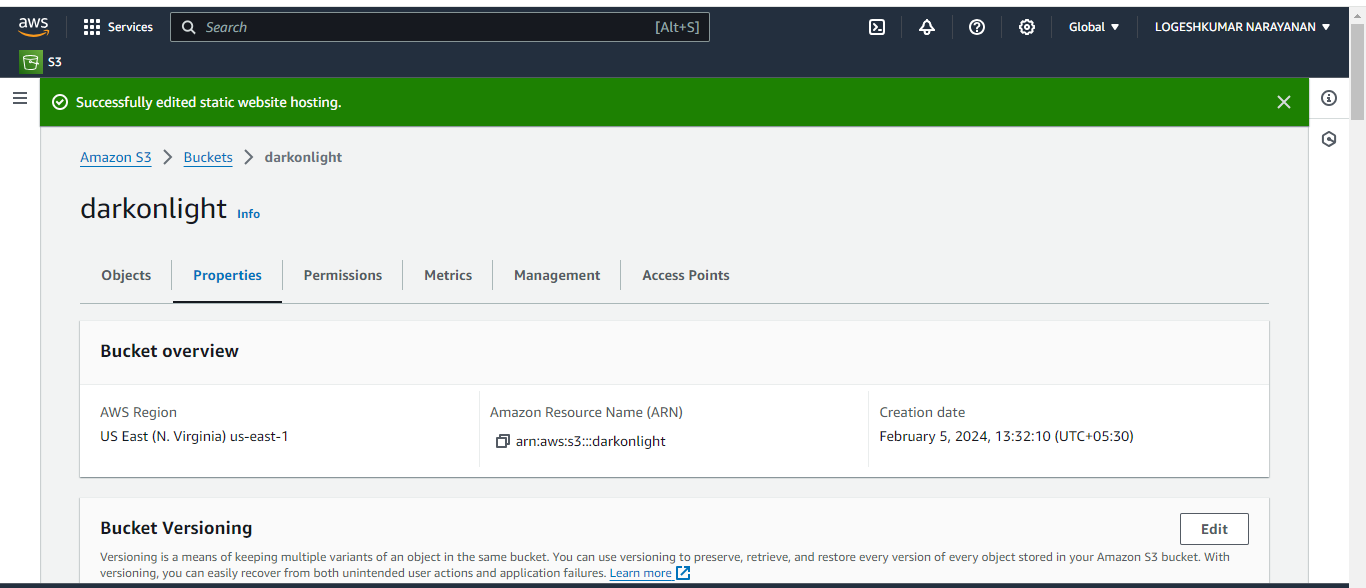 aws Services Search [Alt+S] Global LOGESHKUMAR NARAYANAN
S3
Successfully edited static website hosting.
Amazon S3 Buckets darkonlight
darkonlight Info
Objects Properties Permissions Metrics Management Access Points
Bucket overview
AWS Region Amazon Resource Name (ARN) Creation date
US East (N. Virginia) us-east-1 arn:aws:s3:::darkonlight February 5, 2024, 13:32:10 (UTC+05:30)
Bucket Versioning Edit
Versioning is a means of keeping multiple variants of an object in the same bucket. You can use versioning to preserve, retrieve, and restore every version of every object stored in your Amazon S3 bucket. With
versioning, you can easily recover from both unintended user actions and application failures. Learn more